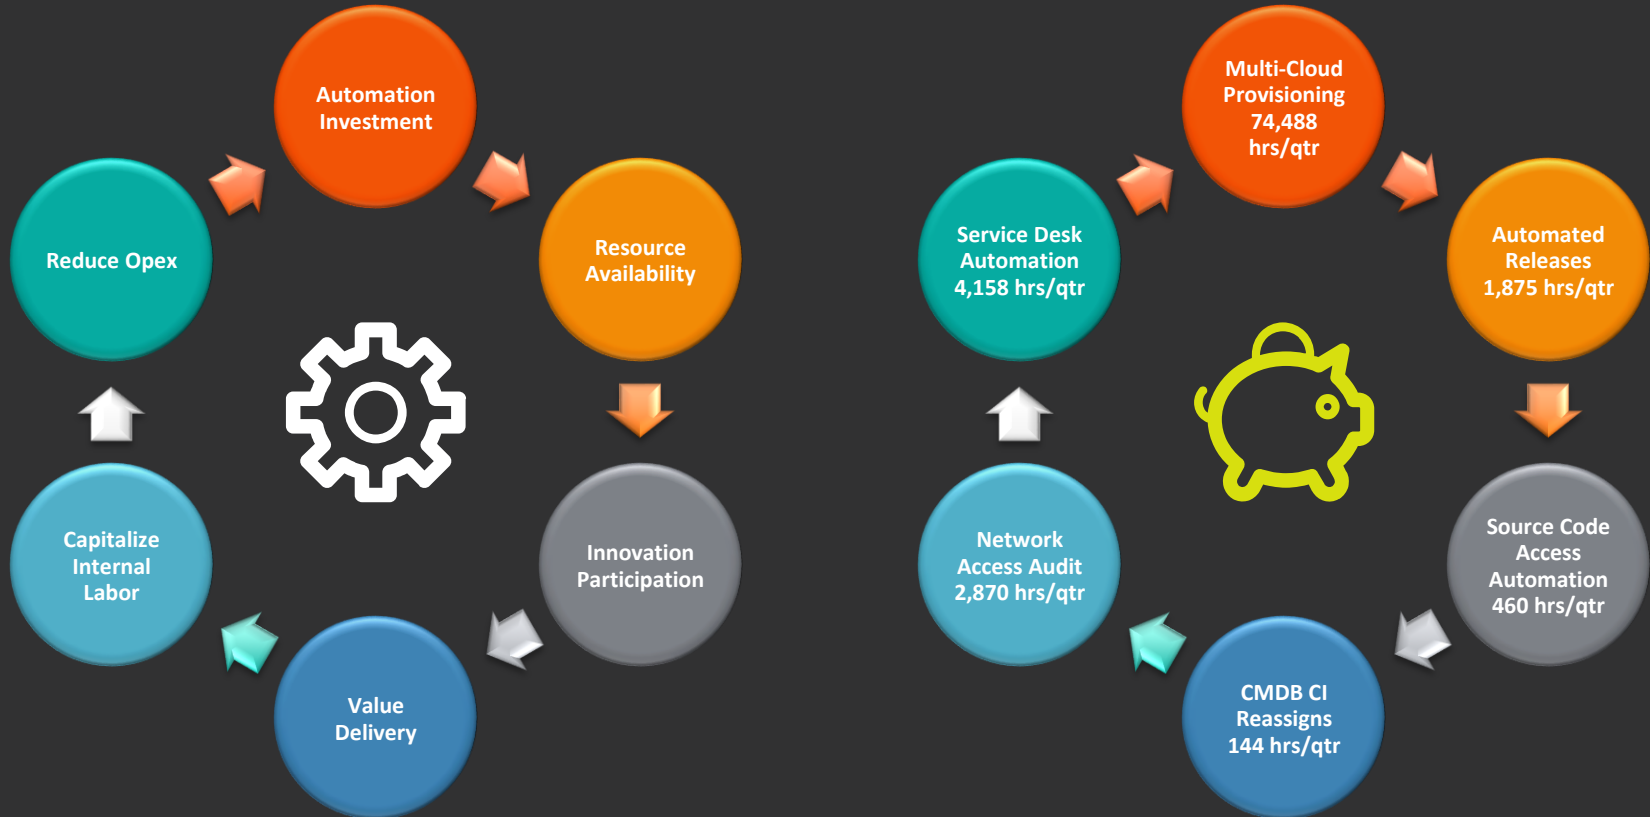 Automation
Investment
Resource
Availability
Innovation
Participation
Value
Delivery
Capitalize
Internal
Labor
Reduce Opex
Multi-Cloud
Provisioning
74,488
hrs/qtr
Automated
Releases
1,875 hrs/qtr
Source Code
Access
Automation
460 hrs/qtr
CMDB CI
Reassigns
144 hrs/qtr
Network
Access Audit
2,870 hrs/qtr
Service Desk
Automation
4,158 hrs/qtr